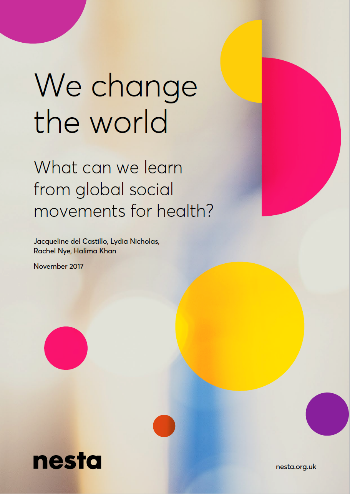 We change
the world
What can we learn
from global social
movements for health?
Jacqueline del Castillo, Lydia Nicholas,
Rachel Nye, Halima Khan
November 2017
nesta
nesta.org.uk